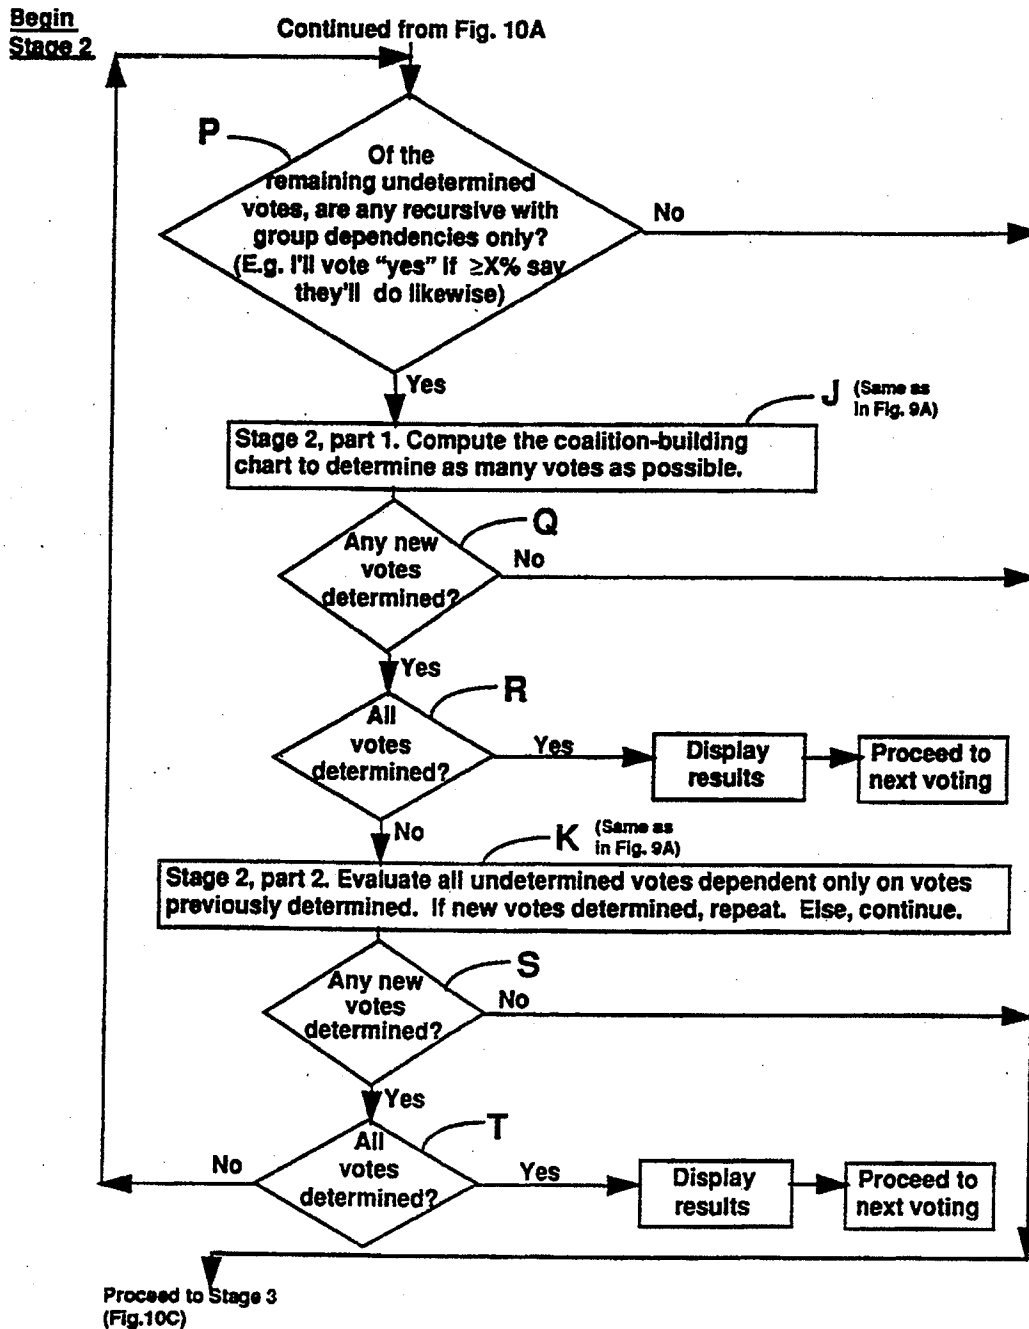 Begin
Stage 2
Continued from Fig. 10A
P
Of the
remaining undetermined
votes, are any recursive with
group dependencies only?
(E.g. I'll vote "yes" if ≥X% say
they'll do likewise)
No
Yes
J
(Same as
in Fig. 9A)
Stage 2, part 1. Compute the coalition-building
chart to determine as many votes as possible.
Q
Any new
votes
determined?
No
Yes
R
All
votes
determined?
Yes
Display
results
Proceed to
next voting
No
K
(Same as
in Fig. 9A)
Stage 2, part 2. Evaluate all undetermined votes dependent only on votes
previously determined. If new votes determined, repeat. Else, continue.
S
Any new
votes
determined?
No
Yes
T
All
votes
determined?
No
Yes
Display
results
Proceed to
next voting
Proceed to Stage 3
(Fig.10C)